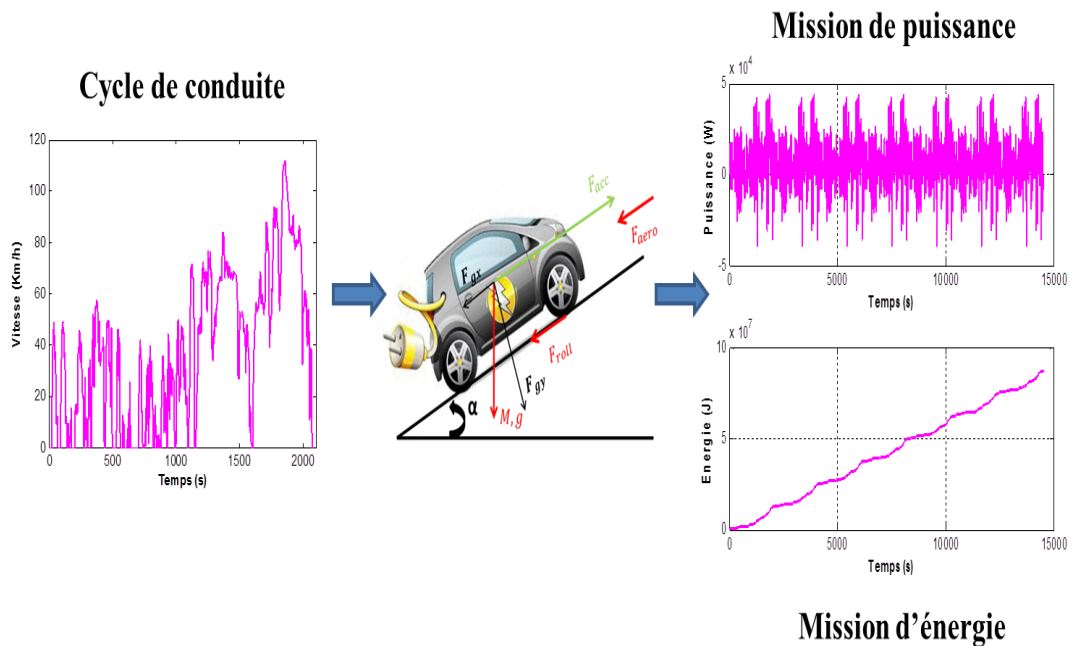 Mission de puissance
Cycle de conduite
Vitesse (Km/h)
120
100
80
60
40
20
0
0
500
1000
1500
2000
Temps (s)
F_acc
F_aero
F_gx
F_roll
F_gy
α
M, g
x 10^4
Puissance (W)
5
0
-5
0
5000
10000
15000
Temps (s)
x 10^7
Energie (J)
10
5
0
0
5000
10000
15000
Temps (s)
Mission d’énergie